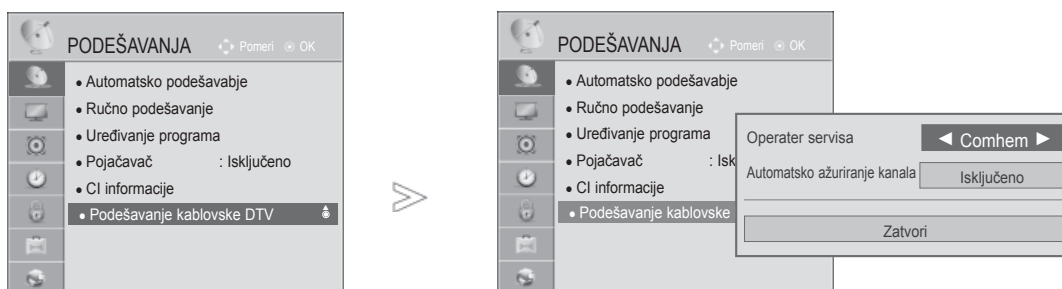 PODEŠAVANJA Pomeri OK
• Automatsko podešavabje
• Ručno podešavanje
• Uređivanje programa
• Pojačavač : Isključeno
• CI informacije
• Podešavanje kablovske DTV
PODEŠAVANJA Pomeri OK
• Automatsko podešavabje
• Ručno podešavanje
• Uređivanje programa
• Pojačavač : Isk
• CI informacije
• Podešavanje kablovske
Operater servisa ◄ Comhem ►
Automatsko ažuriranje kanala Isključeno
Zatvori